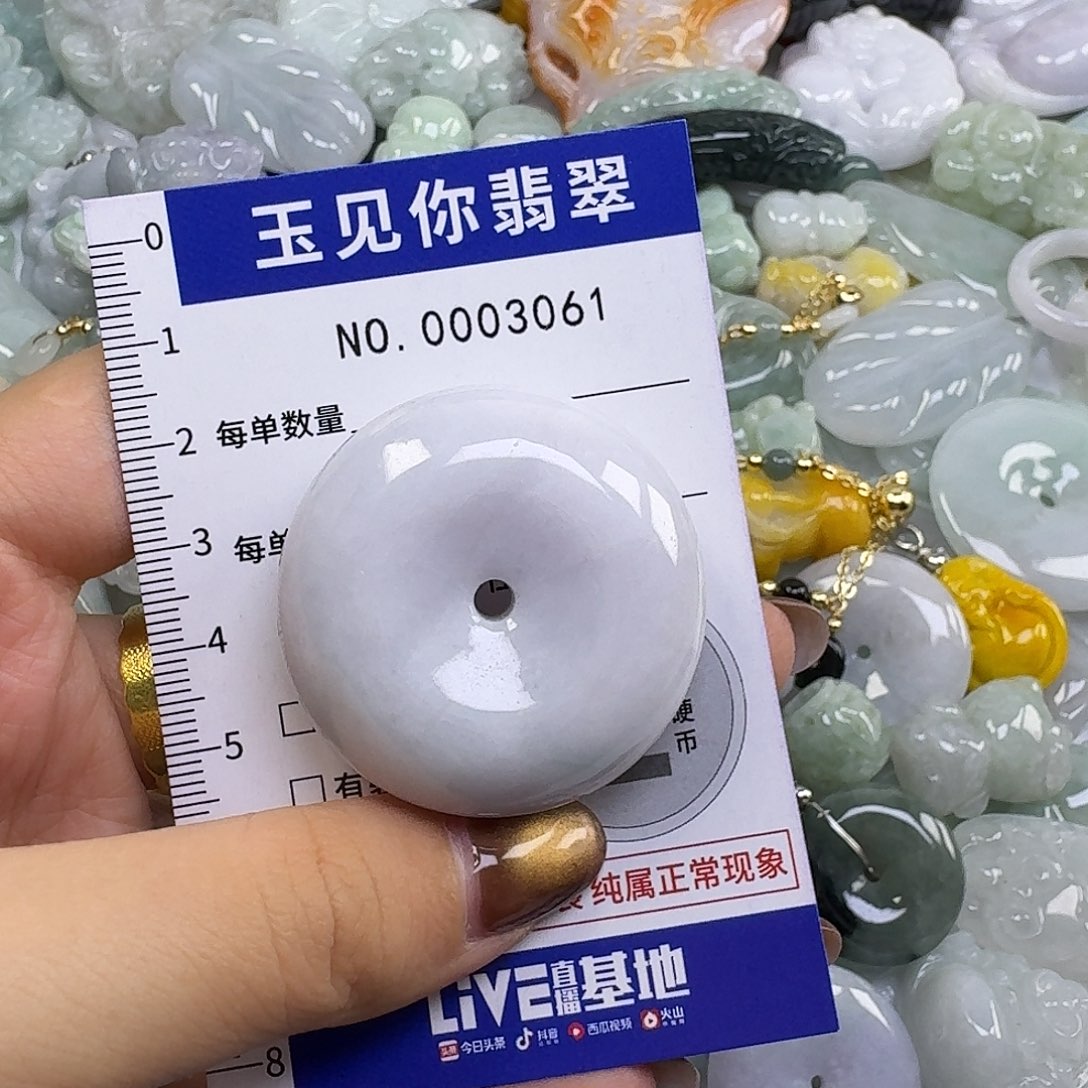 玉见你翡翠
0
NO. 0003061
1
2
每单数量
3
每单
4
5
硬
币
有
纯属正常现象
LiVE直播基地
头条 今日头条 抖音 西瓜视频 火山
8